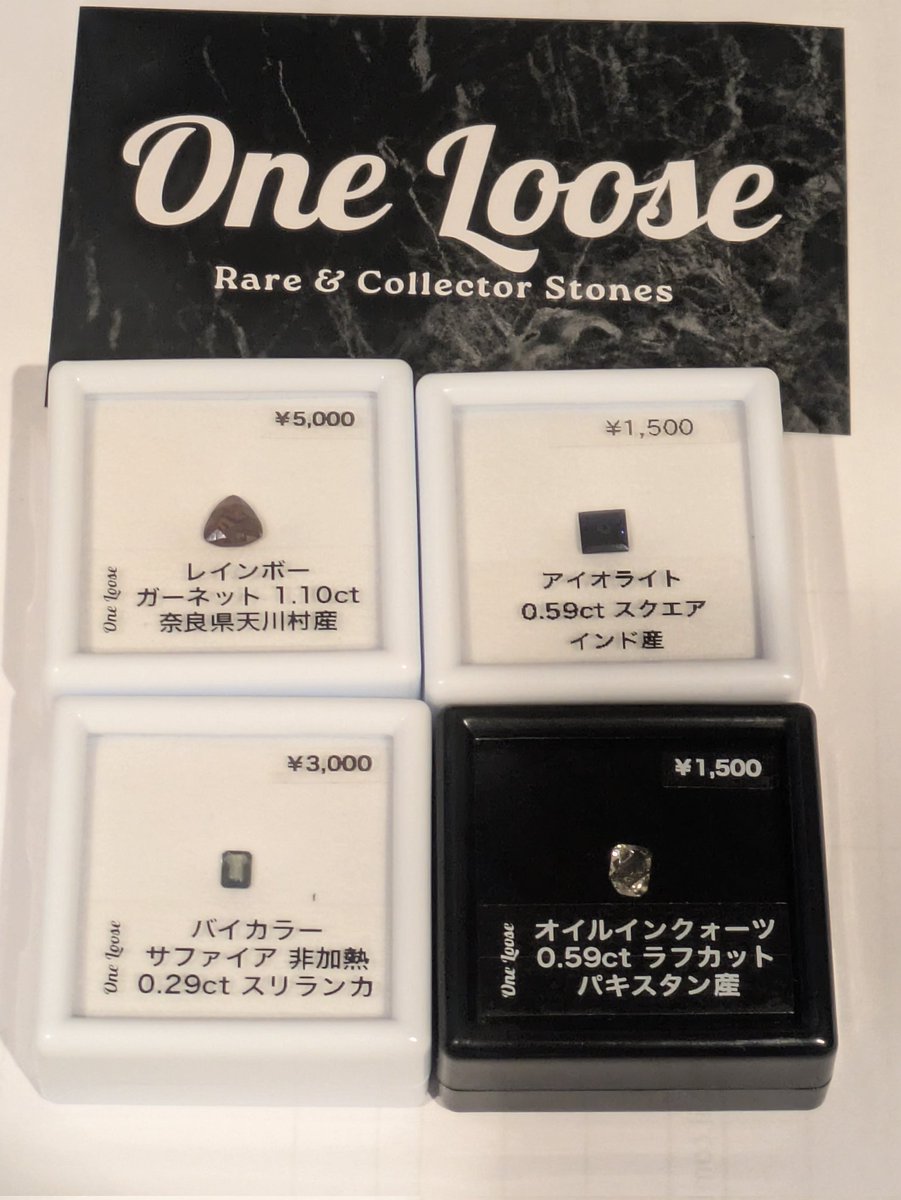 One Loose
Rare & Collector Stones
¥5,000
レインボー
ガーネット 1.10ct
奈良県天川村産
One Loose
¥1,500
アイオライト
0.59ct スクエア
インド産
¥3,000
バイカラー
サファイア 非加熱
0.29ct スリランカ
One Loose
¥1,500
オイルインクォーツ
0.59ct ラフカット
パキスタン産
One Loose